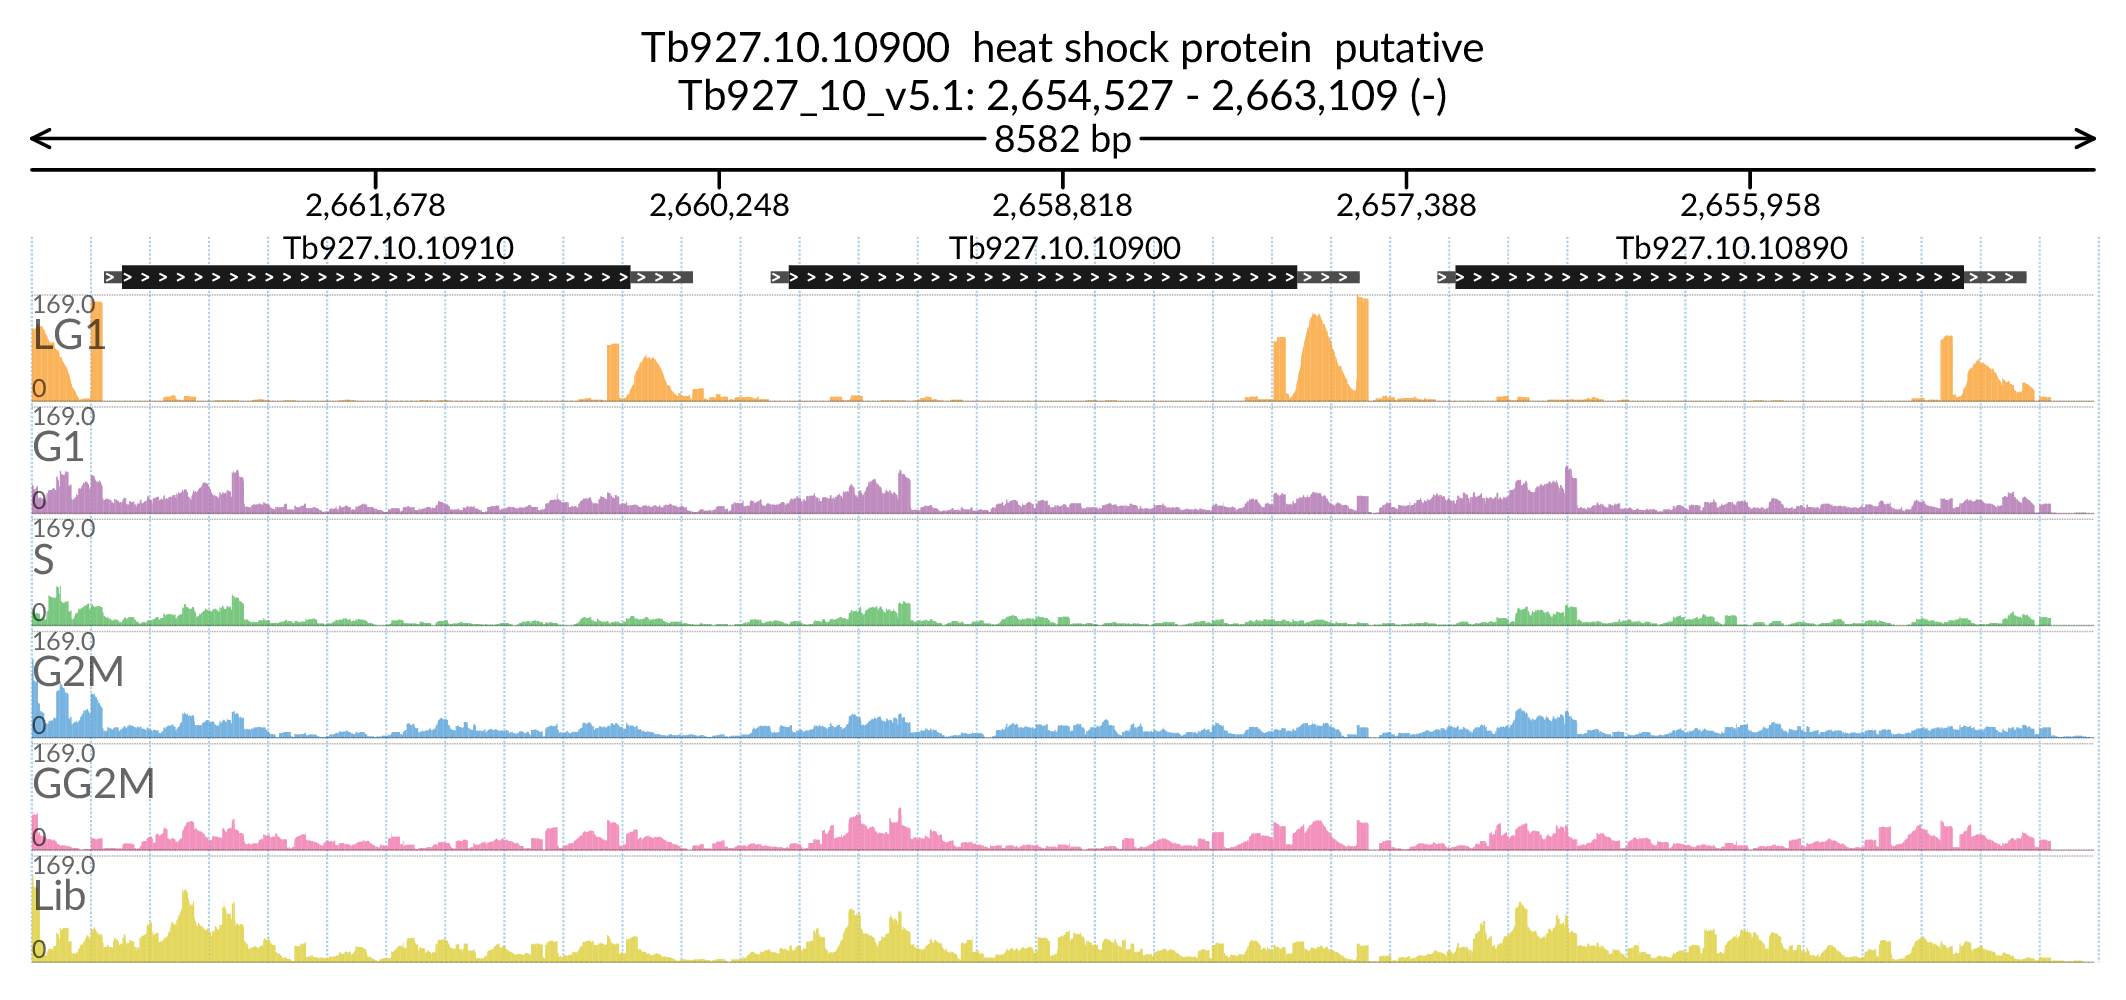 Tb927.10.10900  heat shock protein  putative
Tb927_10_v5.1: 2,654,527 - 2,663,109 (-)
8582 bp
2,661,678 2,660,248 2,658,818 2,657,388 2,655,958
Tb927.10.10910 Tb927.10.10900 Tb927.10.10890
169.0
LG1
0
169.0
G1
0
169.0
S
0
169.0
G2M
0
169.0
GG2M
0
169.0
Lib
0